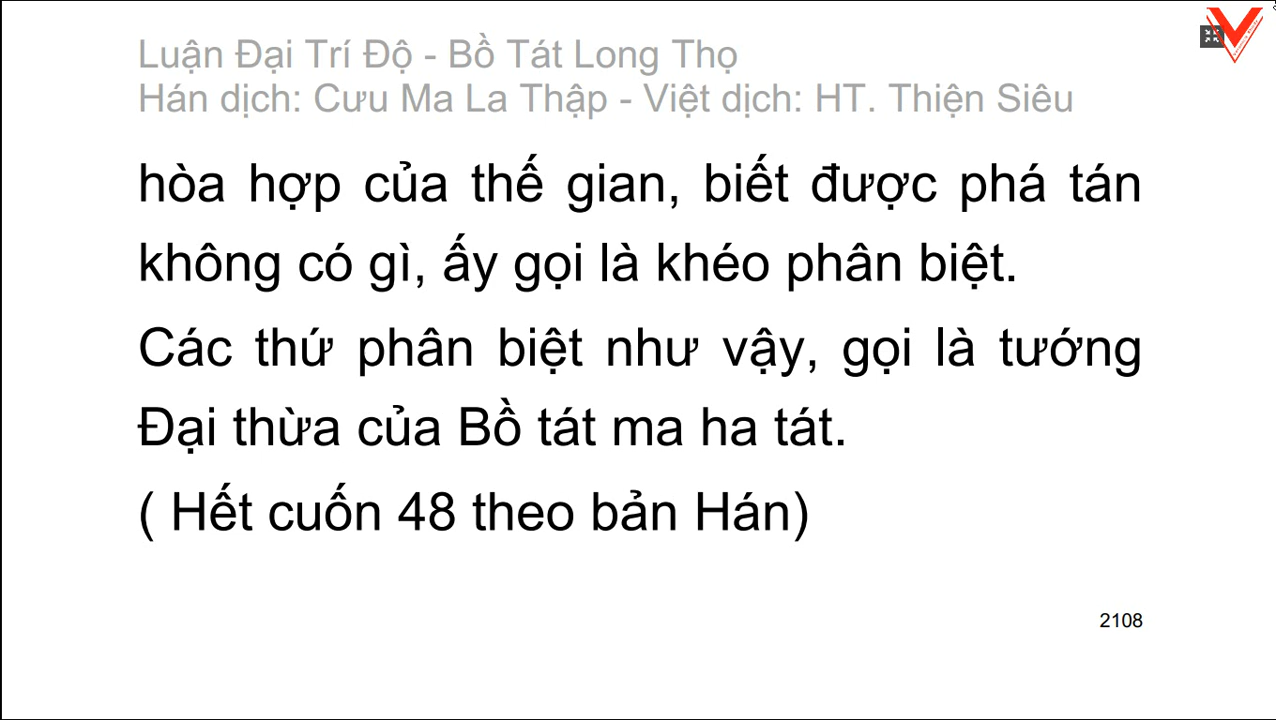 Luận Đại Trí Độ - Bồ Tát Long Thọ
Hán dịch: Cưu Ma La Thập - Việt dịch: HT. Thiện Siêu
hòa hợp của thế gian, biết được phá tán
không có gì, ấy gọi là khéo phân biệt.
Các thứ phân biệt như vậy, gọi là tướng
Đại thừa của Bồ tát ma ha tát.
( Hết cuốn 48 theo bản Hán)
2108